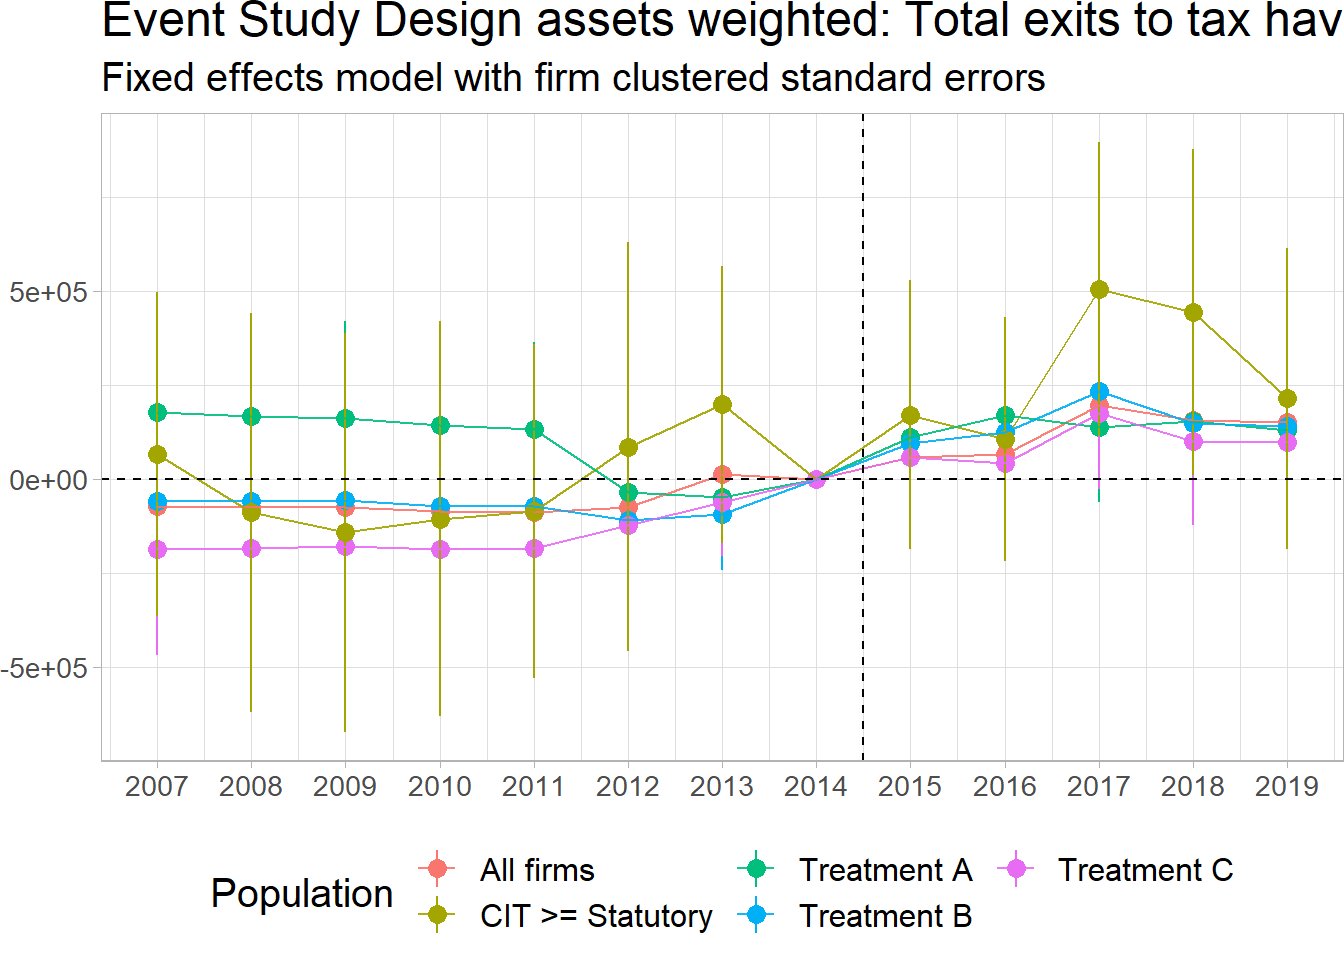 Event Study Design assets weighted: Total exits to tax hav
Fixed effects model with firm clustered standard errors
5e+05
0e+00
-5e+05
2007 2008 2009 2010 2011 2012 2013 2014 2015 2016 2017 2018 2019
Population
All firms Treatment A Treatment C
CIT >= Statutory Treatment B